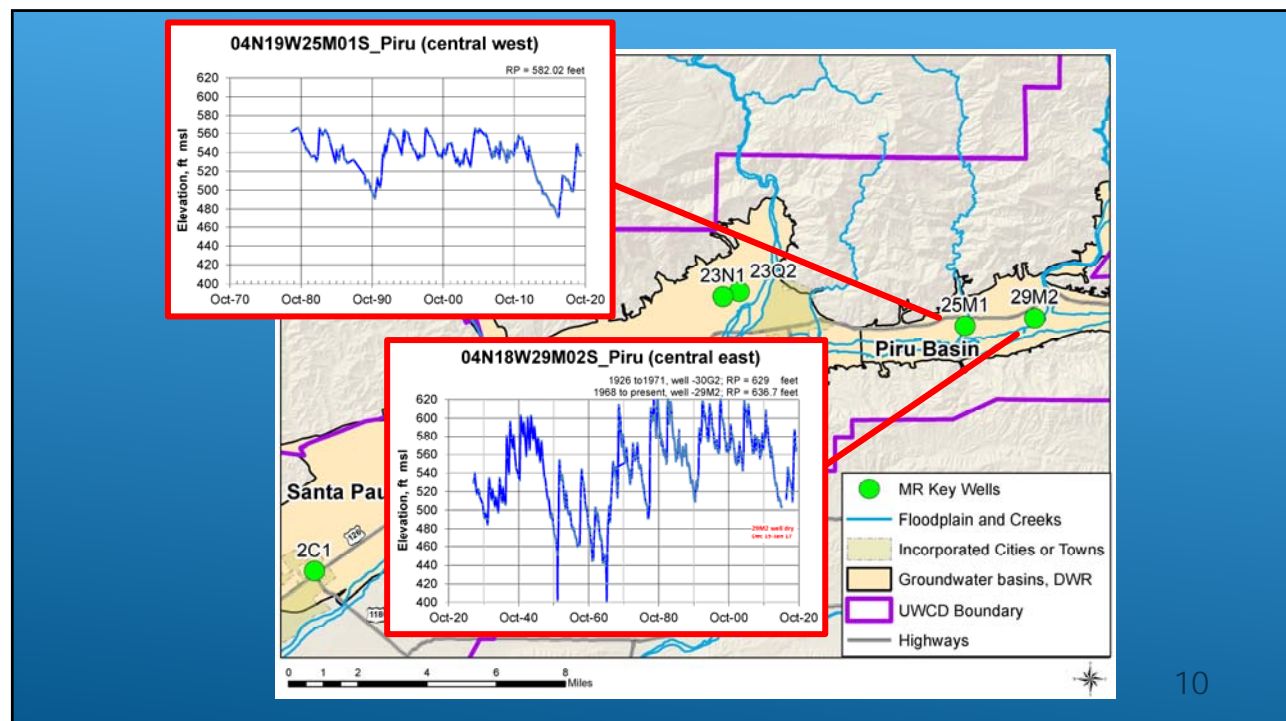 04N19W25M01S_Piru (central west)
RP = 582.02 feet
620
600
580
560
540
520
500
480
460
440
420
400
Elevation, ft msl
Oct-70 Oct-80 Oct-90 Oct-00 Oct-10 Oct-20
23N1 23Q2
25M1 29M2
Piru Basin
04N18W29M02S_Piru (central east)
1926 to1971, well -30G2; RP = 629 feet
1968 to present, well -29M2; RP = 636.7 feet
620
600
580
560
540
520
500
480
460
440
420
400
Elevation, ft msl
29M2 well dry
Oct-20 Oct-40 Oct-60 Oct-80 Oct-00 Oct-20
Santa Pau
126
2C1
118
MR Key Wells
Floodplain and Creeks
Incorporated Cities or Towns
Groundwater basins, DWR
UWCD Boundary
Highways
0 1 2 4 6 8
Miles
10